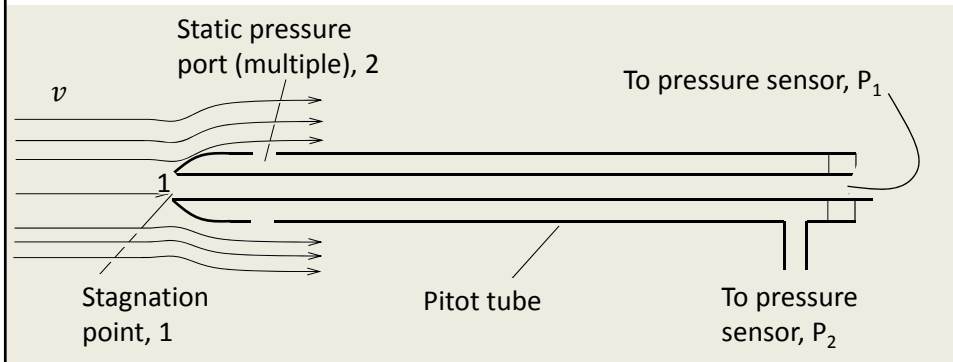 Static pressure
port (multiple), 2
To pressure sensor, P₁
𝑣
1
Stagnation
point, 1
Pitot tube
To pressure
sensor, P₂